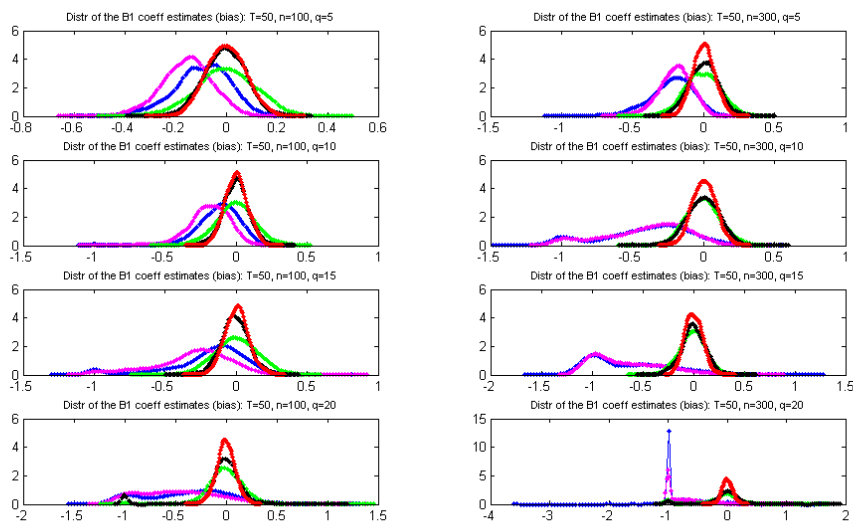 Distr of the B1 coeff estimates (bias): T=50, n=100, q=5
6
4
2
0
-0.8 -0.6 -0.4 -0.2 0 0.2 0.4 0.6
Distr of the B1 coeff estimates (bias): T=50, n=300, q=5
6
4
2
0
-1.5 -1 -0.5 0 0.5 1
Distr of the B1 coeff estimates (bias): T=50, n=100, q=10
6
4
2
0
-1.5 -1 -0.5 0 0.5 1
Distr of the B1 coeff estimates (bias): T=50, n=300, q=10
6
4
2
0
-1.5 -1 -0.5 0 0.5 1
Distr of the B1 coeff estimates (bias): T=50, n=100, q=15
6
4
2
0
-1.5 -1 -0.5 0 0.5 1
Distr of the B1 coeff estimates (bias): T=50, n=300, q=15
6
4
2
0
-2 -1.5 -1 -0.5 0 0.5 1 1.5
Distr of the B1 coeff estimates (bias): T=50, n=100, q=20
6
4
2
0
-2 -1.5 -1 -0.5 0 0.5 1 1.5
Distr of the B1 coeff estimates (bias): T=50, n=300, q=20
15
10
5
0
-4 -3 -2 -1 0 1 2